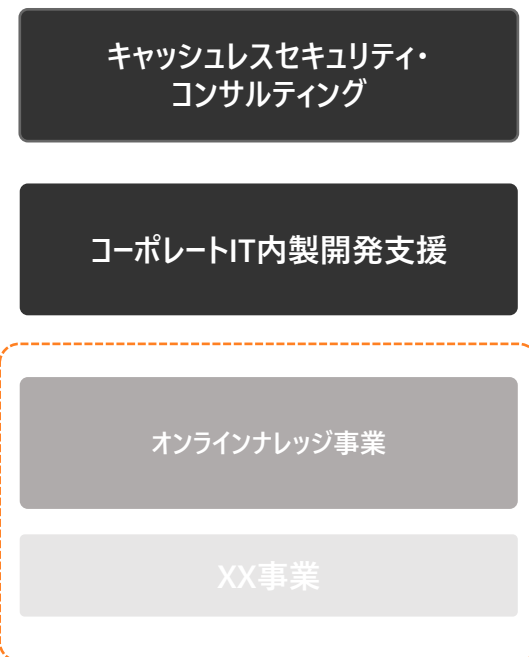 キャッシュレスセキュリティ・
コンサルティング
コーポレートIT内製開発支援
オンラインナレッジ事業
XX事業